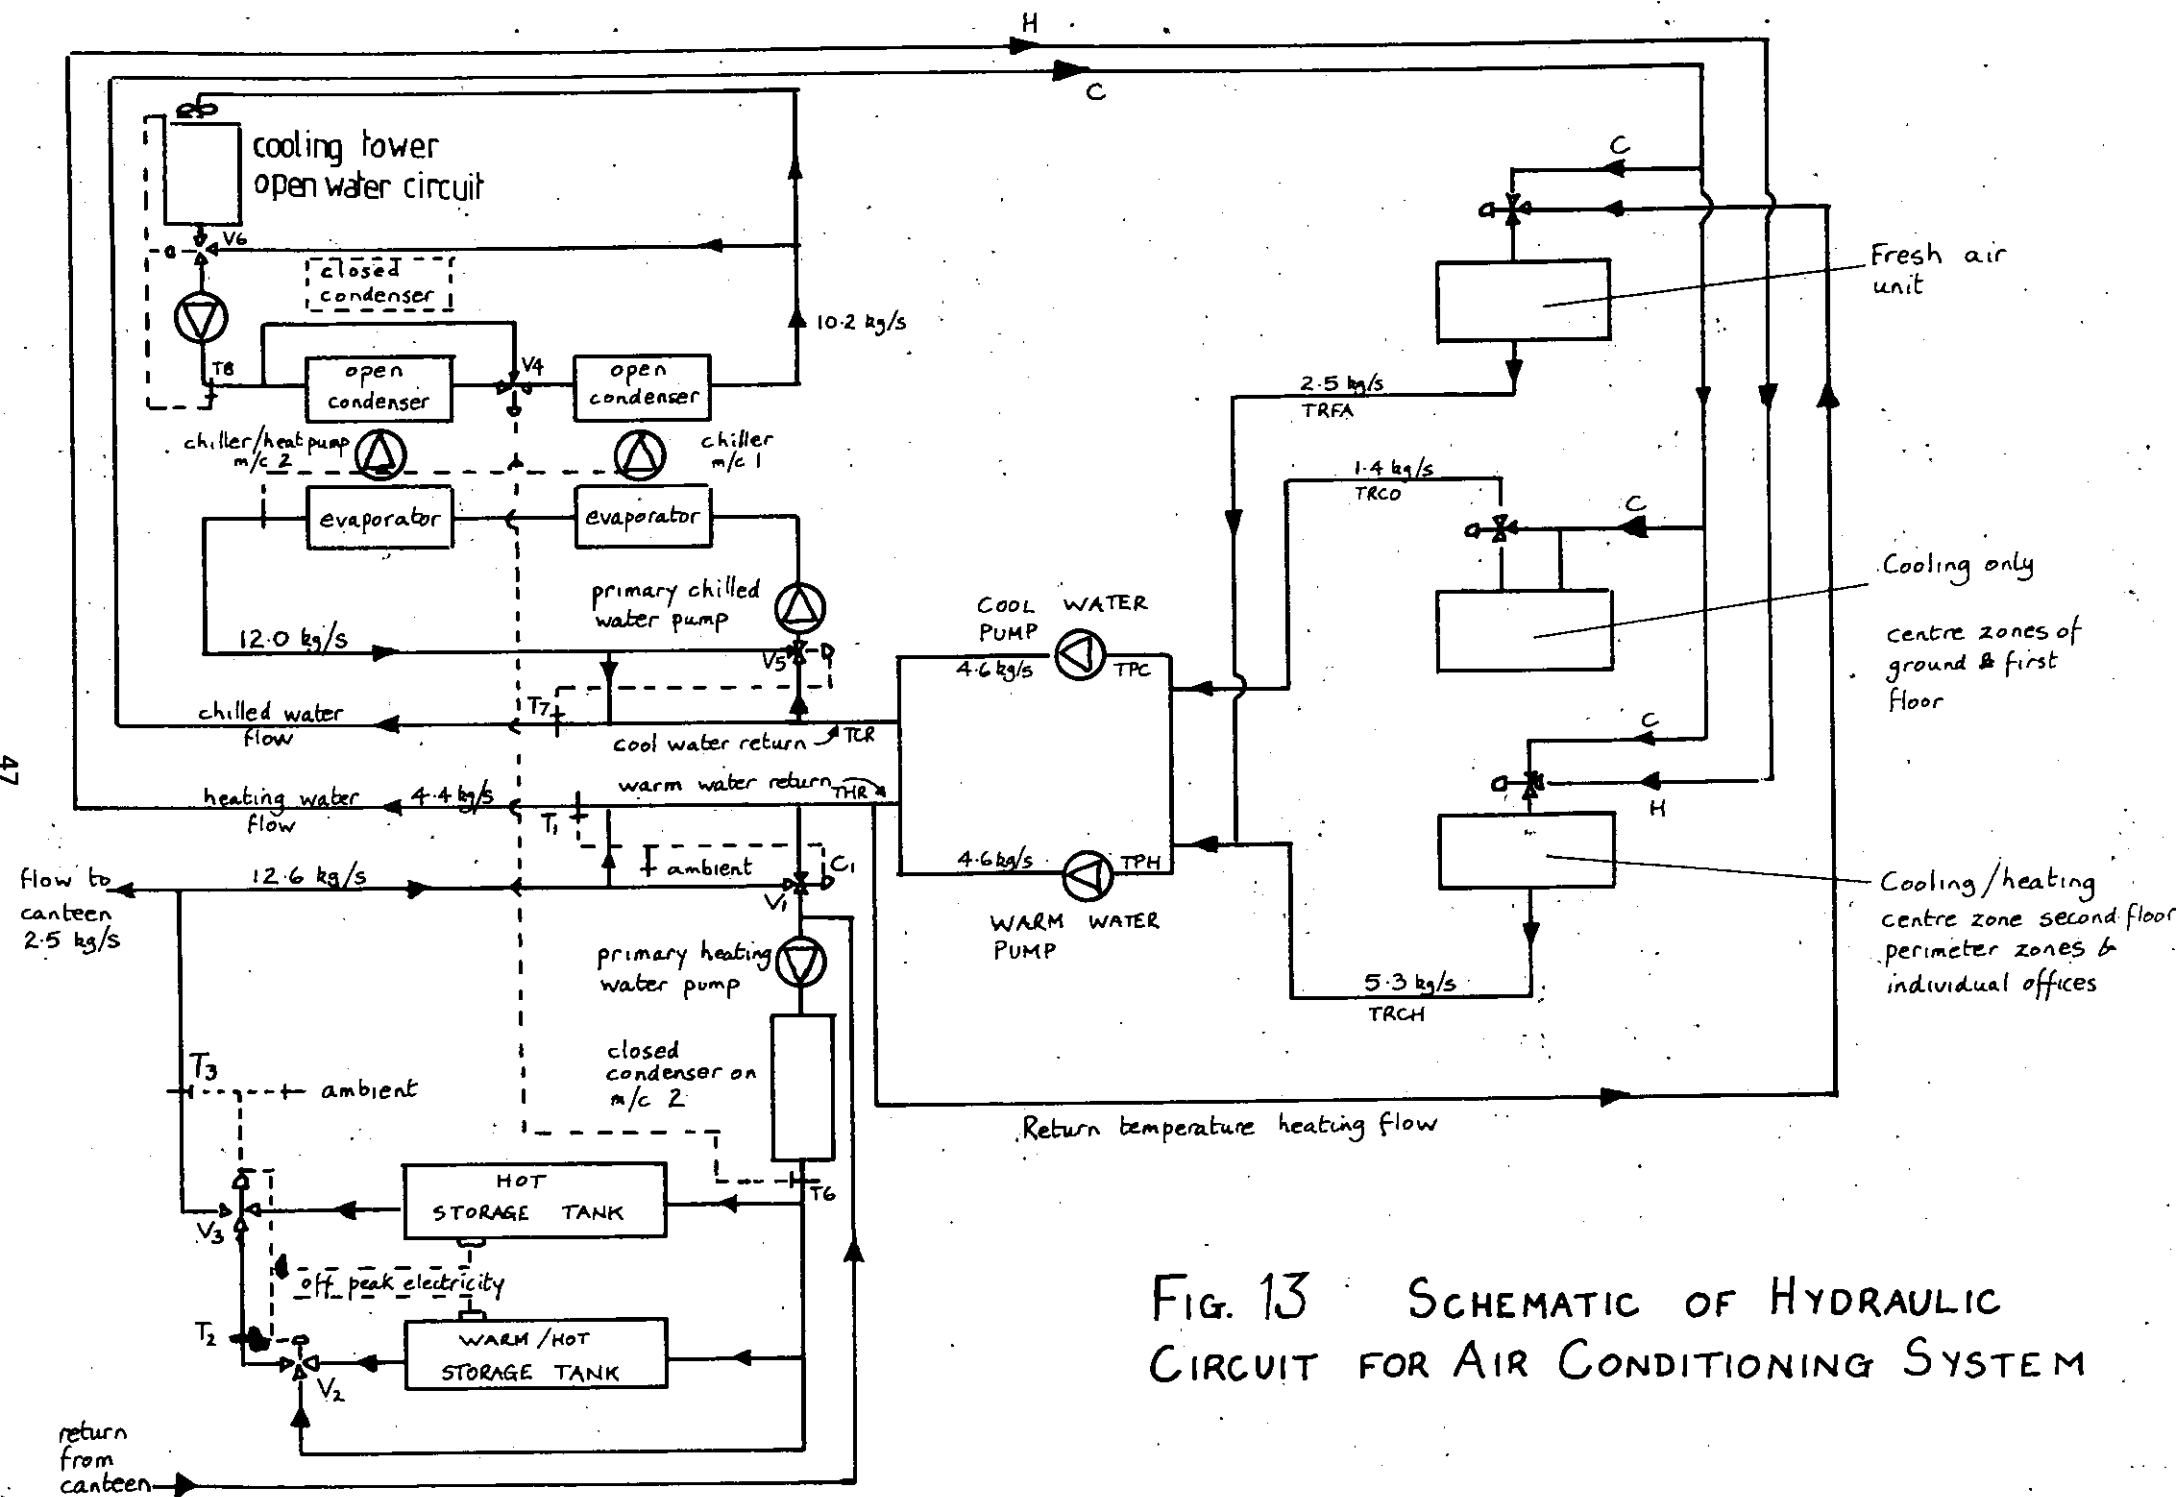 H
C
cooling tower
open water circuit
V6
closed
condenser
10.2 kg/s
T8
open
condenser
V4
open
condenser
chiller/heat pump
m/c 2
chiller
m/c 1
evaporator
evaporator
primary chilled
water pump
12.0 kg/s
V5
T7
chilled water
flow
cool water return
TCR
warm water return
THR
heating water
flow
4.4 kg/s
T1
ambient
C1
flow to
canteen
2.5 kg/s
12.6 kg/s
V1
primary heating
water pump
closed
condenser on
m/c 2
T3
ambient
T6
HOT
STORAGE TANK
V3
off peak electricity
T2
WARM/HOT
STORAGE TANK
V2
return
from
canteen
COOL WATER
PUMP
4.6 kg/s
TPC
4.6 kg/s
TPH
WARM WATER
PUMP
C
Fresh air
unit
2.5 kg/s
TRFA
1.4 kg/s
TRCO
C
Cooling only
centre zones of
ground & first
floor
C
H
Cooling/heating
centre zone second floor
perimeter zones &
individual offices
5.3 kg/s
TRCH
Return temperature heating flow
47
FIG. 13 SCHEMATIC OF HYDRAULIC
CIRCUIT FOR AIR CONDITIONING SYSTEM